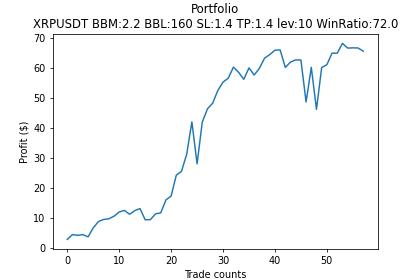 Portfolio
XRPUSDT BBM:2.2 BBL:160 SL:1.4 TP:1.4 lev:10 WinRatio:72.0
70
60
50
40
30
20
10
0
Profit ($)
0 10 20 30 40 50
Trade counts